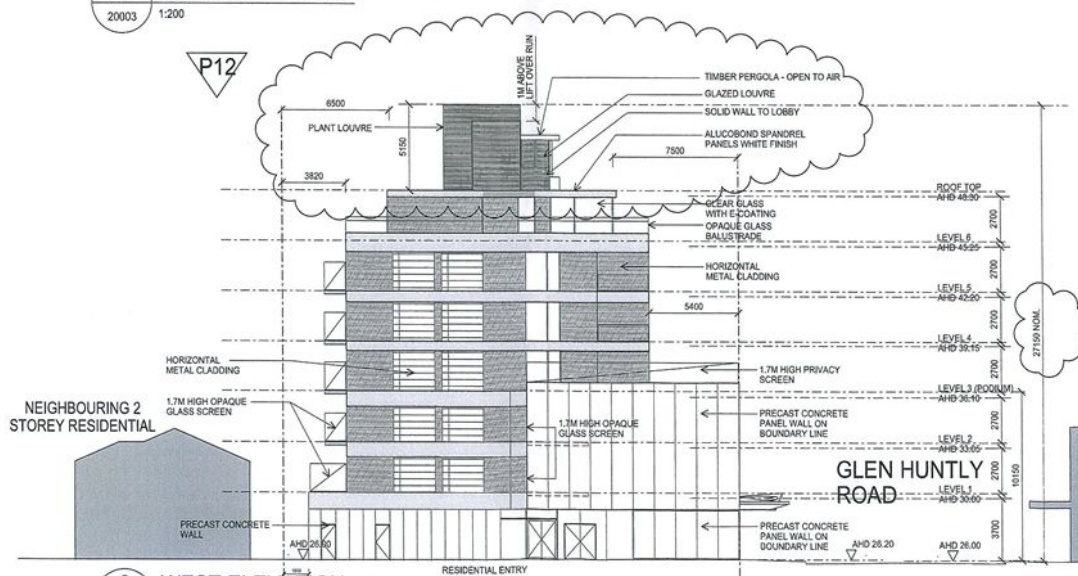 20003
1:200
P12
1M ABOVE
LIFT OVER RUN
TIMBER PERGOLA - OPEN TO AIR
GLAZED LOUVRE
SOLID WALL TO LOBBY
ALUCOBOND SPANDREL
PANELS WHITE FINISH
6500
PLANT LOUVRE
5150
7500
3820
ROOF TOP
AHD 48.30
CLEAR GLASS
WITH E-COATING
OPAQUE GLASS
BALUSTRADE
2700
LEVEL 6
AHD 45.25
HORIZONTAL
METAL CLADDING
2700
LEVEL 5
AHD 42.20
5400
2700
27150 NOM.
LEVEL 4
AHD 39.15
HORIZONTAL
METAL CLADDING
1.7M HIGH PRIVACY
SCREEN
2700
LEVEL 3 (PODIUM)
AHD 36.10
NEIGHBOURING 2
STOREY RESIDENTIAL
1.7M HIGH OPAQUE
GLASS SCREEN
1.7M HIGH OPAQUE
GLASS SCREEN
PRECAST CONCRETE
PANEL WALL ON
BOUNDARY LINE
2700
LEVEL 2
AHD 33.05
GLEN HUNTLY
ROAD
2700
10150
LEVEL 1
AHD 30.00
PRECAST CONCRETE
WALL
PRECAST CONCRETE
PANEL WALL ON
BOUNDARY LINE
3700
AHD 26.00
AHD 26.20
AHD 26.00
RESIDENTIAL ENTRY